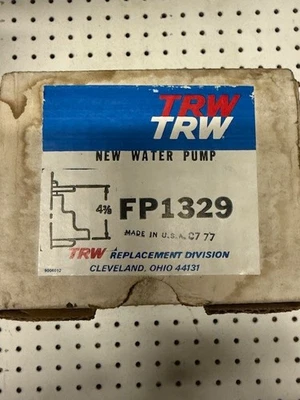 TRW
TRW
NEW WATER PUMP
4⅜
FP1329
MADE IN U.S.A. C7 77
TRW REPLACEMENT DIVISION
CLEVELAND, OHIO 44131